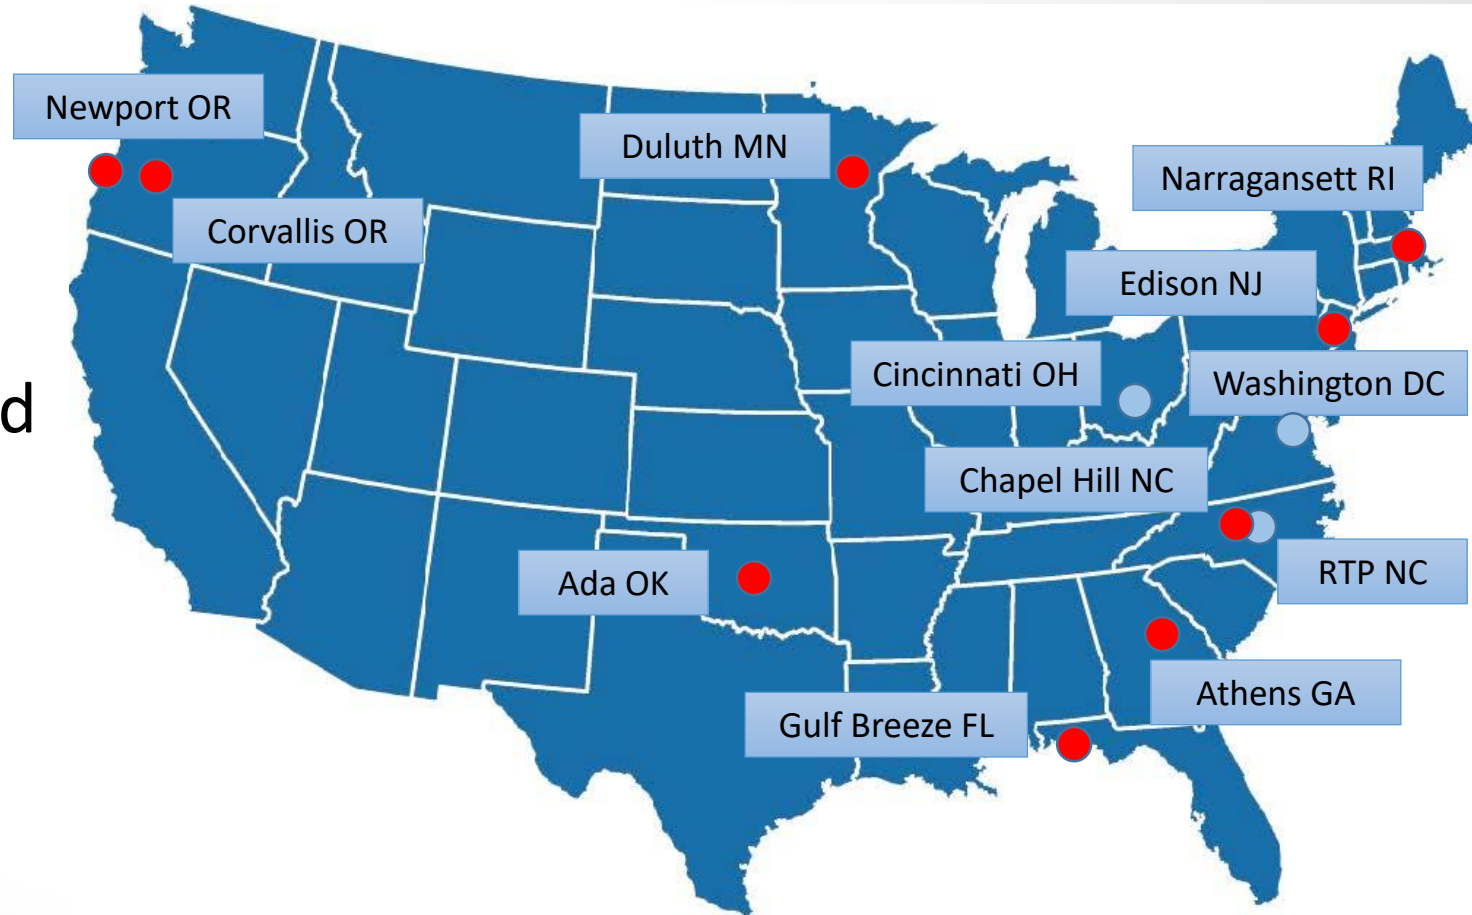 Newport OR
Duluth MN
Narragansett RI
Corvallis OR
Edison NJ
Cincinnati OH
Washington DC
d
Chapel Hill NC
RTP NC
Ada OK
Athens GA
Gulf Breeze FL